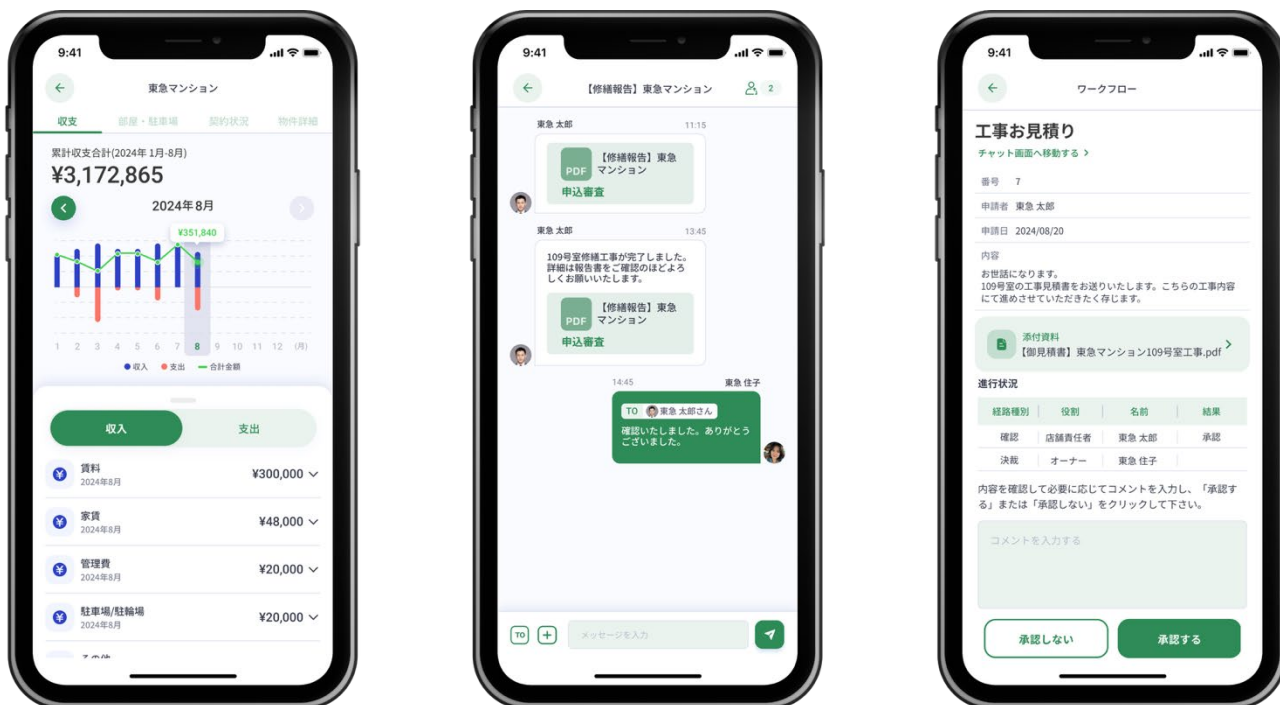 9:41
東急マンション
収支 部屋・駐車場 契約状況 物件詳細
累計収支合計(2024年 1月-8月)
¥3,172,865
2024年8月
¥351,840
1 2 3 4 5 6 7 8 9 10 11 12 (月)
収入 支出 合計金額
収入 支出
賃料 ¥300,000
2024年8月
家賃 ¥48,000
2024年8月
管理費 ¥20,000
2024年8月
駐車場/駐輪場 ¥20,000
2024年8月
その他
9:41
【修繕報告】東急マンション 2
東急 太郎 11:15
PDF
【修繕報告】東急
マンション
申込審査
東急 太郎 13:45
109号室修繕工事が完了しました。
詳細は報告書をご確認のほどよろ
しくお願いいたします。
PDF
【修繕報告】東急
マンション
申込審査
14:45 東急 住子
TO 東急 太郎さん
確認いたしました。ありがとう
ございました。
TO メッセージを入力
9:41
ワークフロー
工事お見積り
チャット画面へ移動する
番号 7
申請者 東急 太郎
申請日 2024/08/20
内容
お世話になります。
109号室の工事見積書をお送りいたします。こちらの工事内容
にて進めさせていただきたく存じます。
添付資料
【御見積書】東急マンション109号室工事.pdf
進行状況
経路種別 役割 名前 結果
確認 店舗責任者 東急 太郎 承認
決裁 オーナー 東急 住子
内容を確認して必要に応じてコメントを入力し、「承認す
る」または「承認しない」をクリックして下さい。
コメントを入力する
承認しない 承認する